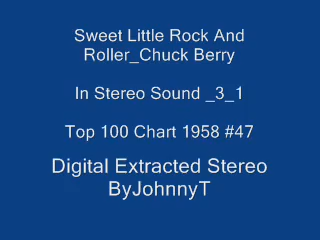 Sweet Little Rock And
Roller_Chuck Berry
In Stereo Sound _3_1
Top 100 Chart 1958 #47
Digital Extracted Stereo
ByJohnnyT